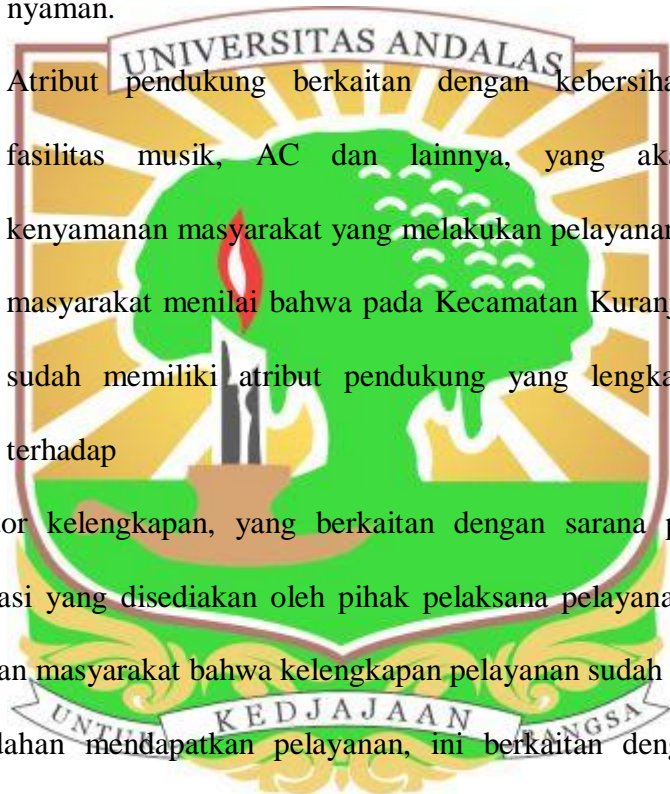 nyaman.
UNIVERSITAS ANDALAS
Atribut pendukung berkaitan dengan kebersiha
fasilitas musik, AC dan lainnya, yang aka
kenyamanan masyarakat yang melakukan pelayanan
masyarakat menilai bahwa pada Kecamatan Kuranj
sudah memiliki atribut pendukung yang lengka
terhadap
or kelengkapan, yang berkaitan dengan sarana p
asi yang disediakan oleh pihak pelaksana pelayana
an masyarakat bahwa kelengkapan pelayanan sudah
UNTUK KEDJAJAAN BANGSA
dahan mendapatkan pelayanan, ini berkaitan deng